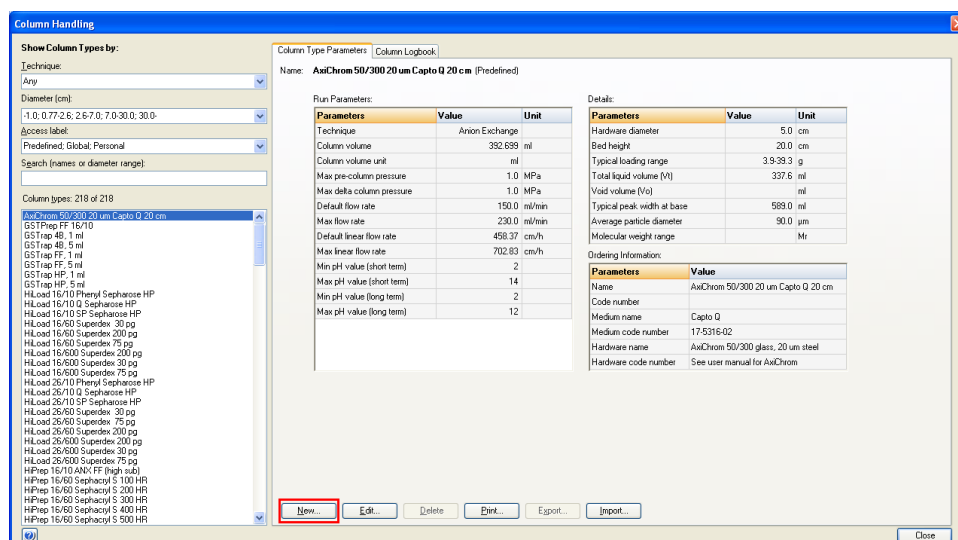 Column Handling
Show Column Types by:
Technique:
Any
Diameter (cm):
-1.0; 0.77-2.6; 2.6-7.0; 7.0-30.0; 30.0-
Access label:
Predefined; Global; Personal
Search (names or diameter range):
Column types: 218 of 218
AxiChrom 50/300 20 um Capto Q 20 cm
GSTPrep FF 16/10
GSTrap 4B, 1 ml
GSTrap 4B, 5 ml
GSTrap FF, 1 ml
GSTrap FF, 5 ml
GSTrap HP, 1 ml
GSTrap HP, 5 ml
HiLoad 16/10 Phenyl Sepharose HP
HiLoad 16/10 Q Sepharose HP
HiLoad 16/10 SP Sepharose HP
HiLoad 16/60 Superdex 30 pg
HiLoad 16/60 Superdex 200 pg
HiLoad 16/60 Superdex 75 pg
HiLoad 16/600 Superdex 200 pg
HiLoad 16/600 Superdex 30 pg
HiLoad 16/600 Superdex 75 pg
HiLoad 26/10 Phenyl Sepharose HP
HiLoad 26/10 Q Sepharose HP
HiLoad 26/10 SP Sepharose HP
HiLoad 26/60 Superdex 30 pg
HiLoad 26/60 Superdex 75 pg
HiLoad 26/60 Superdex 200 pg
HiLoad 26/600 Superdex 200 pg
HiLoad 26/600 Superdex 30 pg
HiLoad 26/600 Superdex 75 pg
HiPrep 16/10 ANX FF (high sub)
HiPrep 16/60 Sephacryl S 100 HR
HiPrep 16/60 Sephacryl S 200 HR
HiPrep 16/60 Sephacryl S 300 HR
HiPrep 16/60 Sephacryl S 400 HR
HiPrep 16/60 Sephacryl S 500 HR
Column Type Parameters Column Logbook
Name: AxiChrom 50/300 20 um Capto Q 20 cm (Predefined)
Run Parameters:
Parameters Value Unit
Technique Anion Exchange
Column volume 392.699 ml
Column volume unit ml
Max pre-column pressure 1.0 MPa
Max delta column pressure 1.0 MPa
Default flow rate 150.0 ml/min
Max flow rate 230.0 ml/min
Default linear flow rate 458.37 cm/h
Max linear flow rate 702.83 cm/h
Min pH value (short term) 2
Max pH value (short term) 14
Min pH value (long term) 2
Max pH value (long term) 12
Details:
Parameters Value Unit
Hardware diameter 5.0 cm
Bed height 20.0 cm
Typical loading range 3.9-39.3 g
Total liquid volume (Vt) 337.6 ml
Void volume (Vo) ml
Typical peak width at base 589.0 ml
Average particle diameter 90.0 µm
Molecular weight range Mr
Ordering Information:
Parameters Value
Name AxiChrom 50/300 20 um Capto Q 20 cm
Code number
Medium name Capto Q
Medium code number 17-5316-02
Hardware name AxiChrom 50/300 glass, 20 um steel
Hardware code number See user manual for AxiChrom
New... Edit... Delete Print... Export... Import...
Close